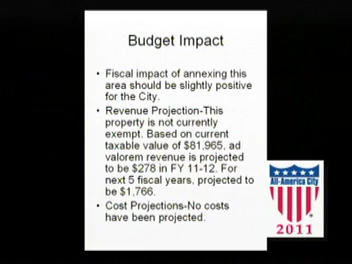 Budget Impact
• Fiscal impact of annexing this
area should be slightly positive
for the City.
• Revenue Projection-This
property is not currently
exempt. Based on current
taxable value of $81,965, ad
valorem revenue is projected
to be $278 in FY 11-12. For
next 5 fiscal years, projected to
be $1,766.
• Cost Projections-No costs
have been projected.
All-America City
2011